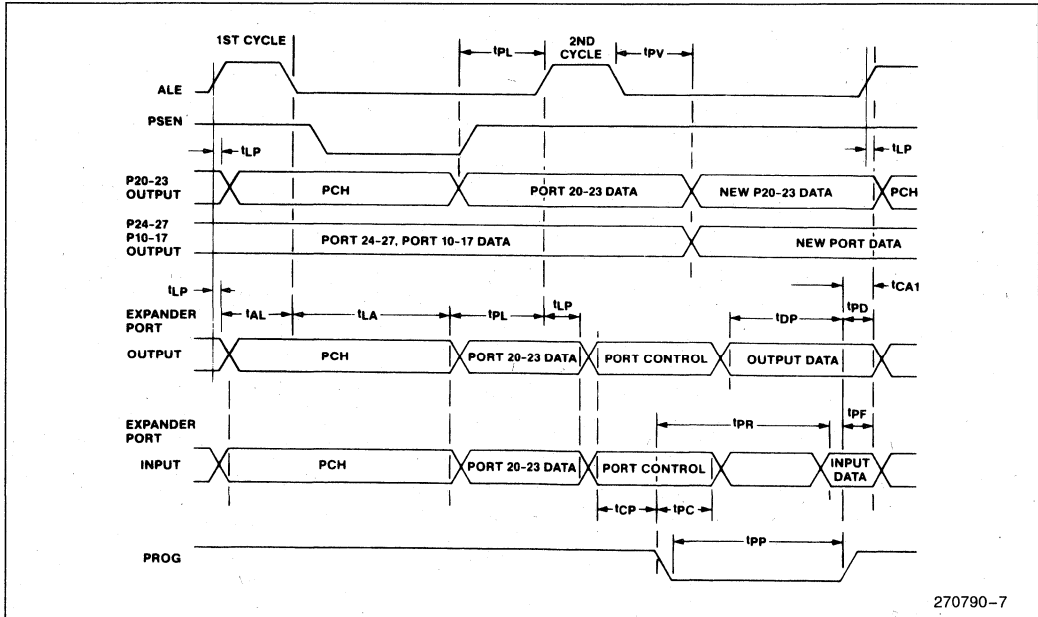 1ST CYCLE
tPL
2ND CYCLE
tPV
ALE
PSEN
tLP
tLP
P20-23 OUTPUT
PCH
PORT 20-23 DATA
NEW P20-23 DATA
PCH
P24-27
P10-17
OUTPUT
PORT 24-27, PORT 10-17 DATA
NEW PORT DATA
tLP
tCA1
EXPANDER PORT
tAL
tLA
tPL
tLP
tDP
tPD
OUTPUT
PCH
PORT 20-23 DATA
PORT CONTROL
OUTPUT DATA
EXPANDER PORT
tPR
tPF
INPUT
PCH
PORT 20-23 DATA
PORT CONTROL
INPUT DATA
tCP
tPC
PROG
tPP
270790-7